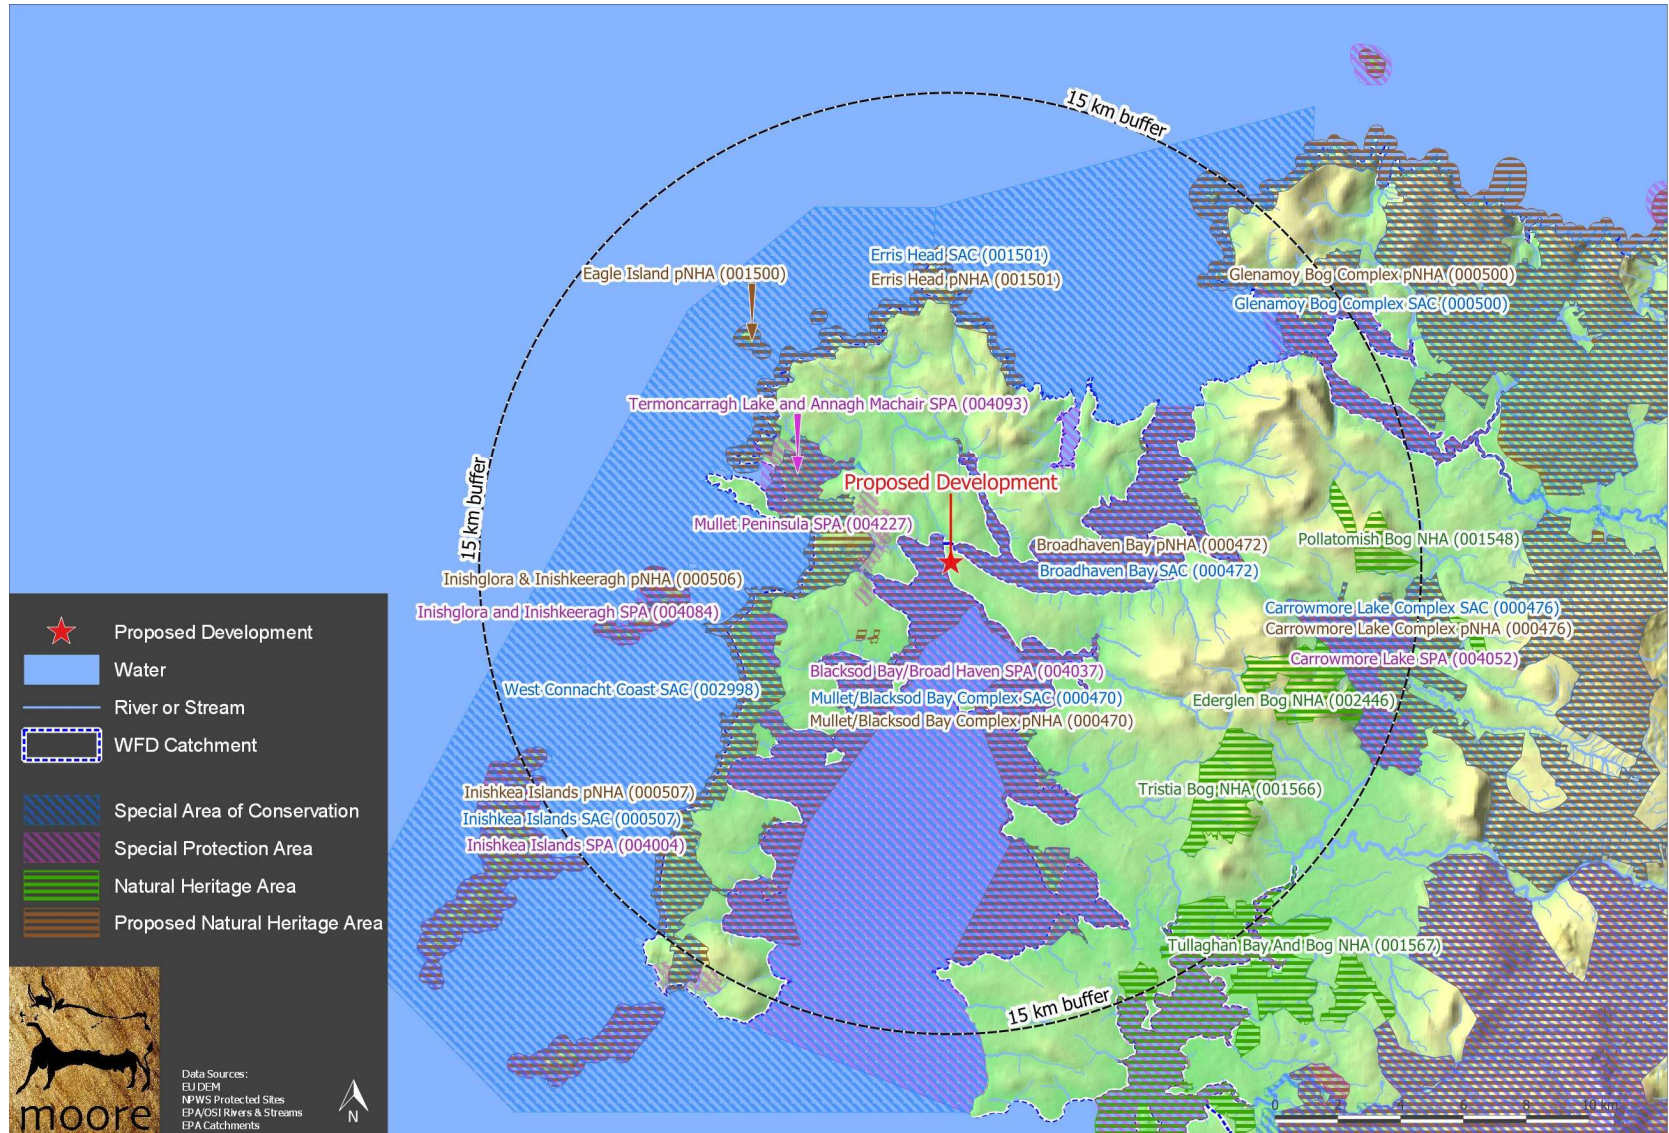 15 km buffer
Erris Head SAC (001501)
Eagle Island pNHA (001500)
Erris Head pNHA (001501)
Glenamoy Bog Complex pNHA (000500)
Glenamoy Bog Complex SAC (000500)
Termoncarragh Lake and Annagh Machair SPA (004093)
Proposed Development
15 km buffer
Mullet Peninsula SPA (004227)
Broadhaven Bay pNHA (000472)
Broadhaven Bay SAC (000472)
Pollatomish Bog NHA (001548)
Inishglora & Inishkeeragh pNHA (000506)
Inishglora and Inishkeeragh SPA (004084)
Carrowmore Lake Complex SAC (000476)
Carrowmore Lake Complex pNHA (000476)
Carrowmore Lake SPA (004052)
Blacksod Bay/Broad Haven SPA (004037)
West Connacht Coast SAC (002998)
Mullet/Blacksod Bay Complex SAC (000470)
Mullet/Blacksod Bay Complex pNHA (000470)
Ederglen Bog NHA (002446)
Inishkea Islands pNHA (000507)
Inishkea Islands SAC (000507)
Inishkea Islands SPA (004004)
Tristia Bog NHA (001566)
Tullaghan Bay And Bog NHA (001567)
15 km buffer
Proposed Development
Water
River or Stream
WFD Catchment
Special Area of Conservation
Special Protection Area
Natural Heritage Area
Proposed Natural Heritage Area
moore
Data Sources:
EU DEM
NPWS Protected Sites
EPA/OSI Rivers & Streams
EPA Catchments
N
0 2 4 6 8 10 km